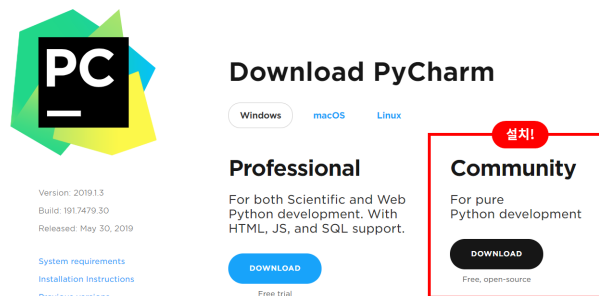 PC
Download PyCharm
Windows
macOS
Linux
설치!
Professional
For both Scientific and Web
Python development. With
HTML, JS, and SQL support.
DOWNLOAD
Free trial
Community
For pure
Python development
DOWNLOAD
Free, open-source
Version: 2019.1.3
Build: 191.7479.30
Released: May 30, 2019
System requirements
Installation Instructions
Previous versions